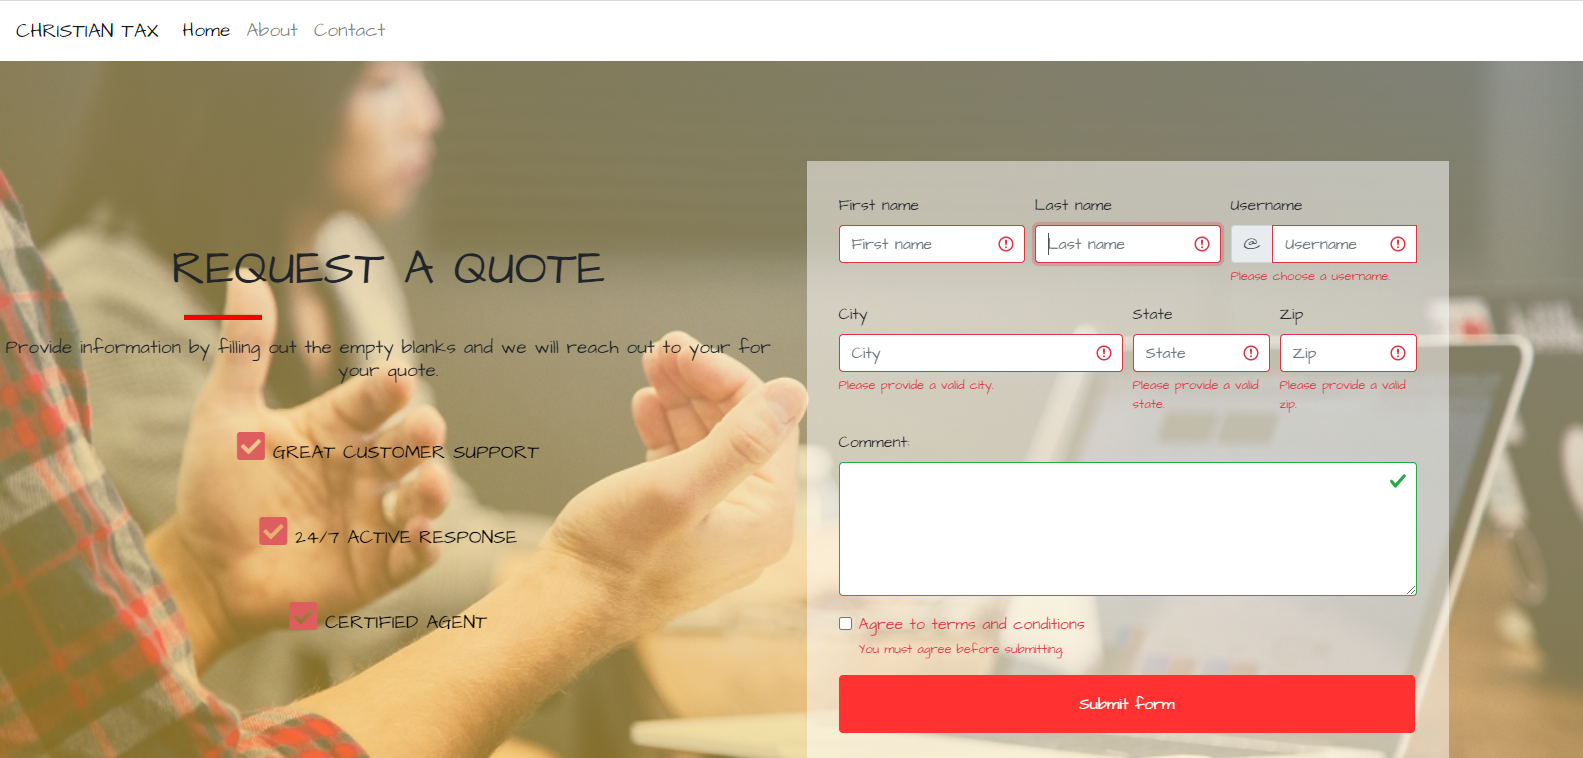 CHRISTIAN TAX Home About Contact
REQUEST A QUOTE
Provide information by filling out the empty blanks and we will reach out to your for
your quote.
GREAT CUSTOMER SUPPORT
24/7 ACTIVE RESPONSE
CERTIFIED AGENT
First name Last name Username
First name Last name @ Username
Please choose a username.
City State Zip
City State Zip
Please provide a valid city. Please provide a valid Please provide a valid
state. zip.
Comment:
Agree to terms and conditions
You must agree before submitting.
Submit form